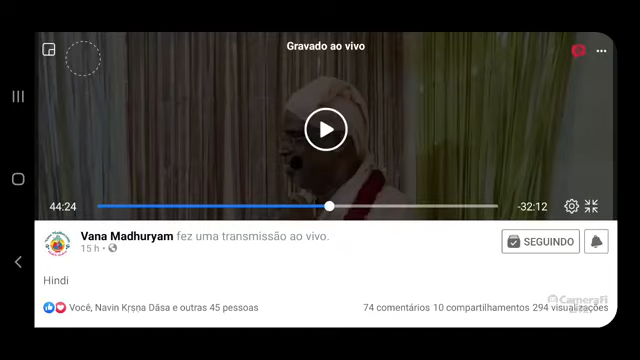 Gravado ao vivo
44:24
-32:12
Vana Madhuryam fez uma transmissão ao vivo.
15 h
SEGUINDO
Hindi
Você, Navin Kṛṣṇa Dāsa e outras 45 pessoas
74 comentários 10 compartilhamentos 294 visualizações
CameraFi